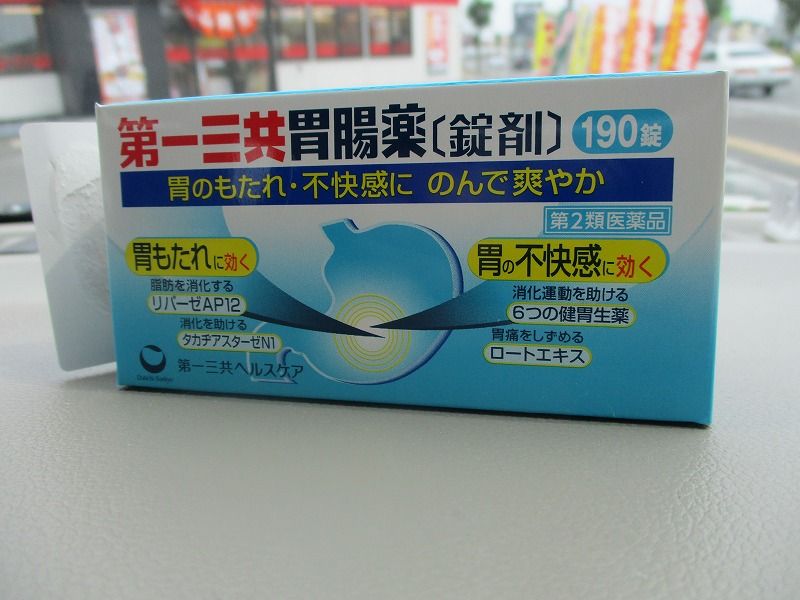 第一三共胃腸薬〔錠剤〕 190錠
胃のもたれ・不快感に のんで爽やか
第2類医薬品
胃もたれに効く
脂肪を消化する
リパーゼAP12
消化を助ける
タカヂアスターゼN1
胃の不快感に効く
消化運動を助ける
6つの健胃生薬
胃痛をしずめる
ロートエキス
Daiichi-Sankyo
第一三共ヘルスケア